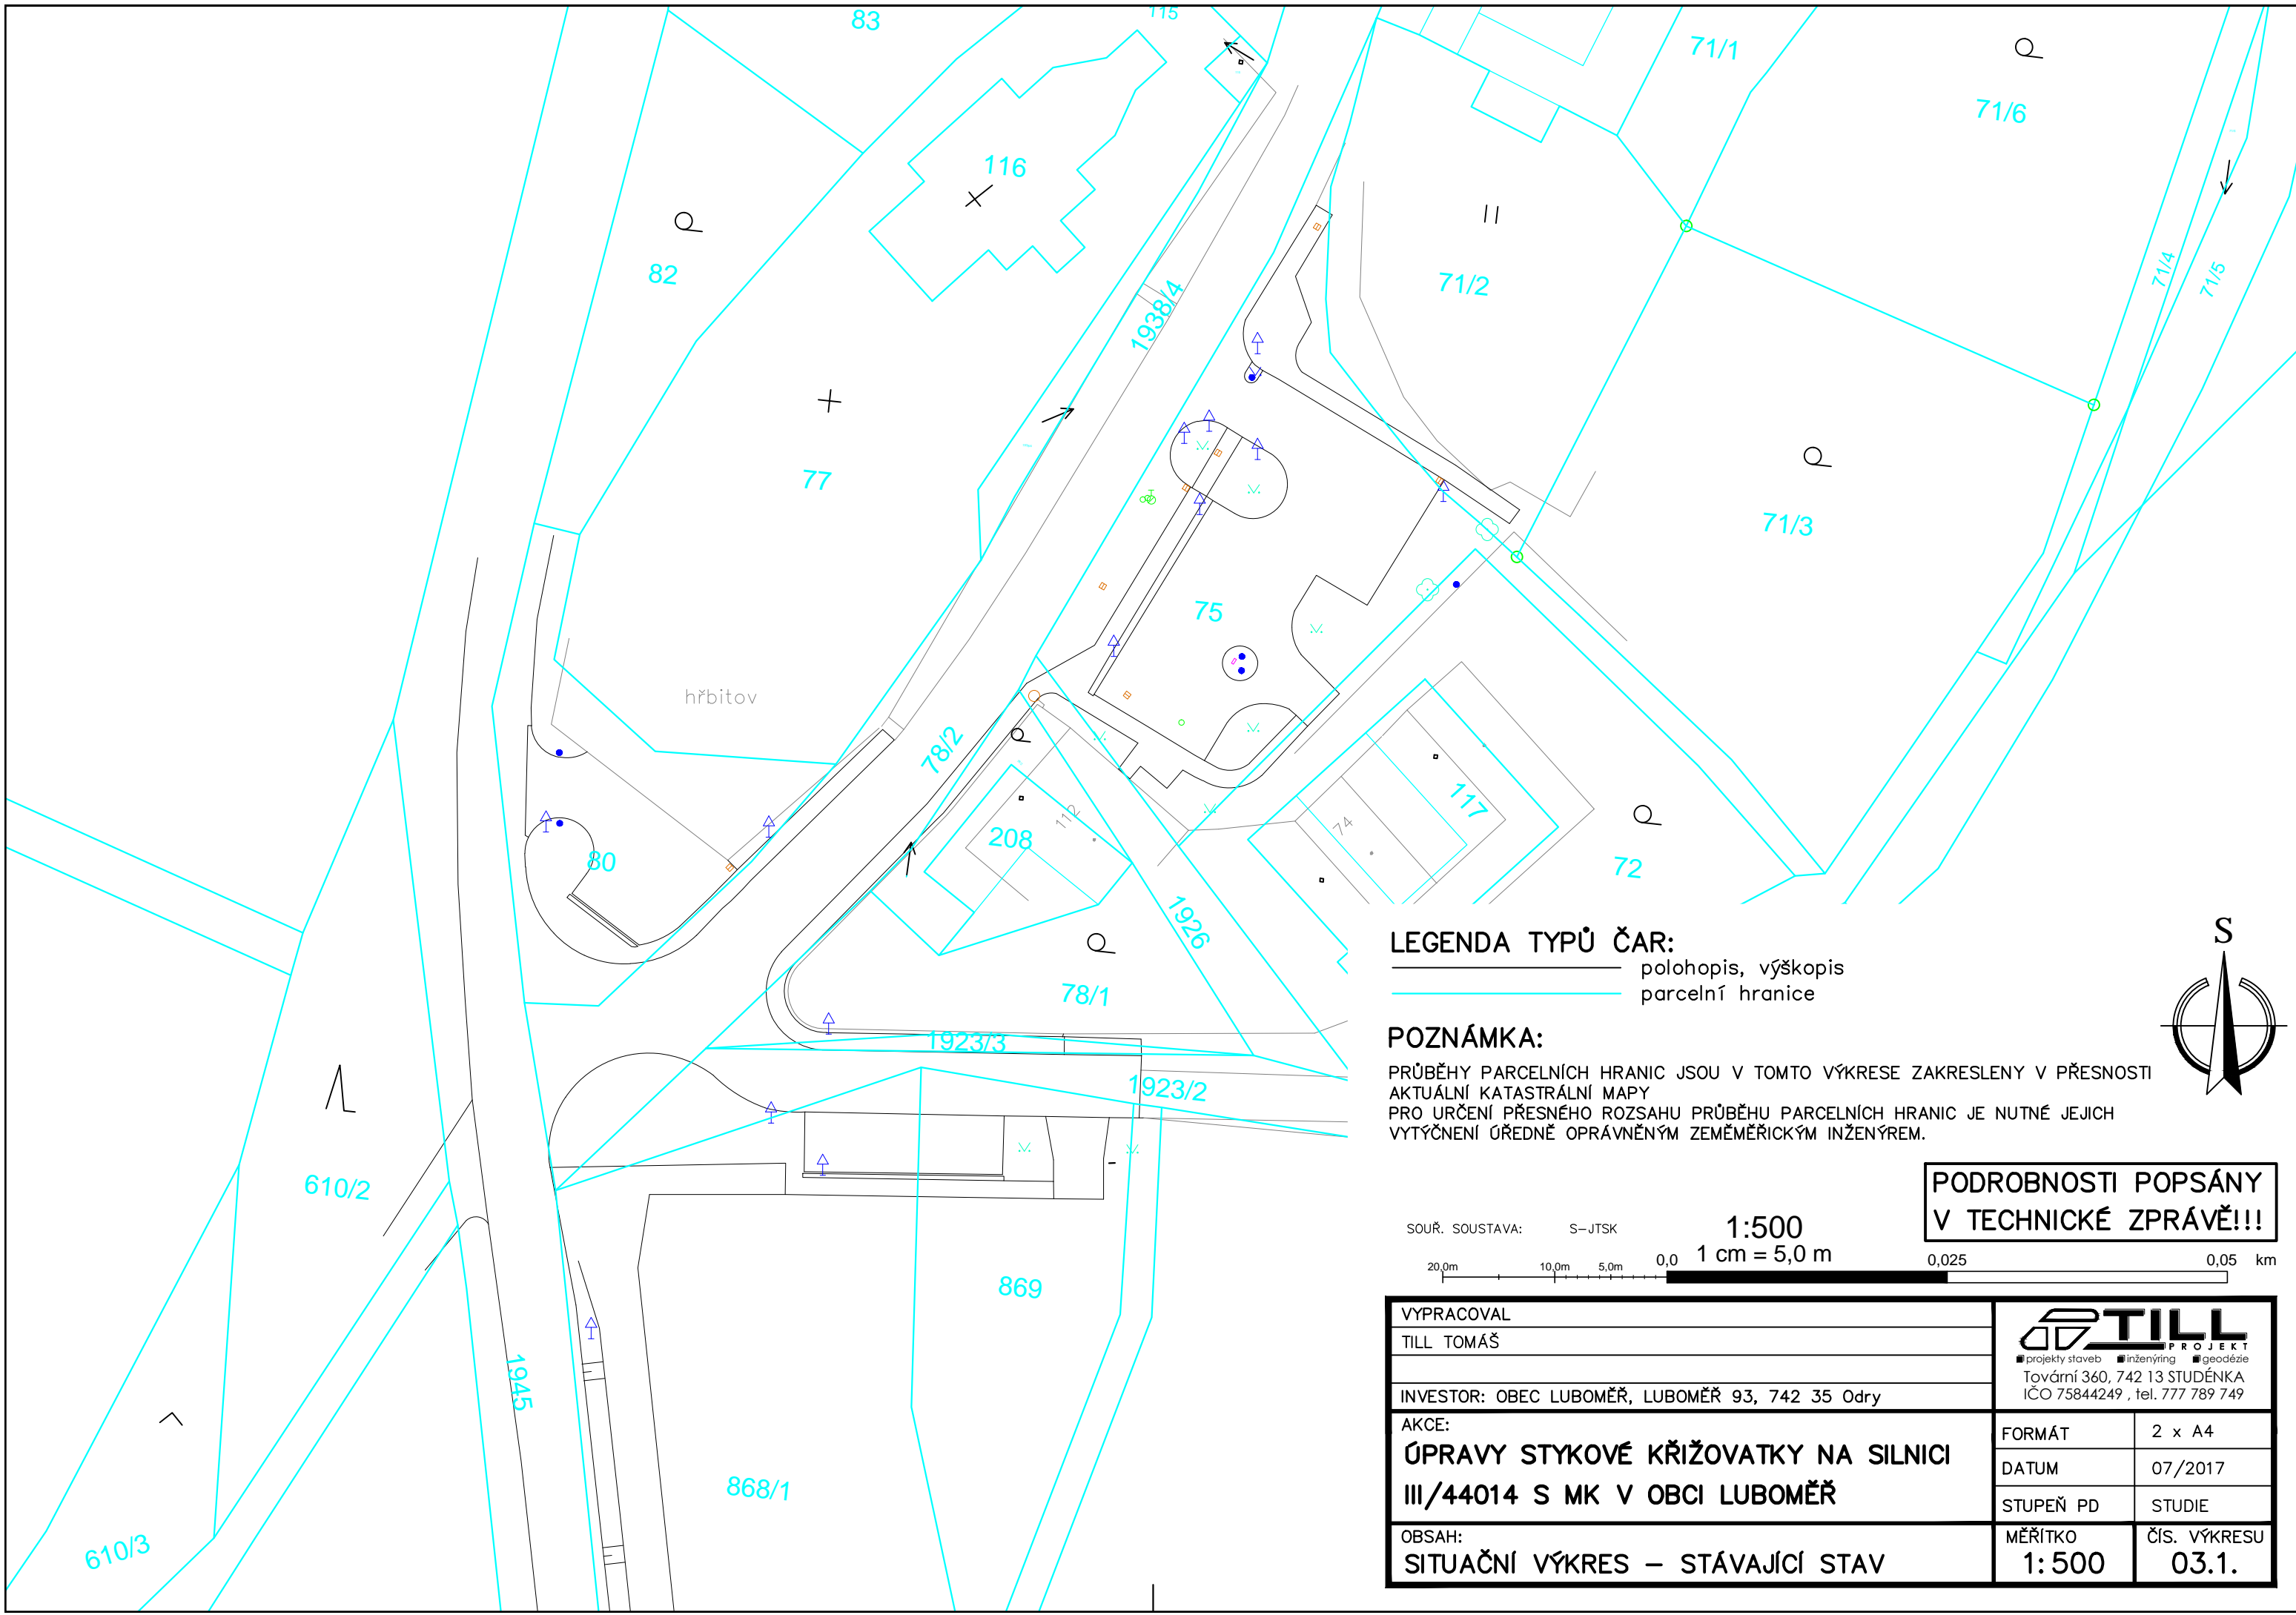 83
115
71/1
71/6
116
82
71/2
71/4
71/5
1938/4
77
71/3
75
hřbitov
78/2
112
208
74
117
80
72
1926
78/1
1923/3
1923/2
610/2
869
1945
868/1
610/3
LEGENDA TYPŮ ČAR:
polohopis, výškopis
parcelní hranice
S
POZNÁMKA:
PRŮBĚHY PARCELNÍCH HRANIC JSOU V TOMTO VÝKRESE ZAKRESLENY V PŘESNOSTI
AKTUÁLNÍ KATASTRÁLNÍ MAPY
PRO URČENÍ PŘESNÉHO ROZSAHU PRŮBĚHU PARCELNÍCH HRANIC JE NUTNÉ JEJICH
VYTÝČNENÍ ÚŘEDNĚ OPRÁVNĚNÝM ZEMĚMĚŘICKÝM INŽENÝREM.
PODROBNOSTI POPSÁNY
V TECHNICKÉ ZPRÁVĚ!!!
SOUŘ. SOUSTAVA: S-JTSK
1:500
1 cm = 5,0 m
20,0m 10,0m 5,0m 0,0 0,025 0,05 km
VYPRACOVAL
TILL TOMÁŠ
INVESTOR: OBEC LUBOMĚŘ, LUBOMĚŘ 93, 742 35 Odry
TILL
PROJEKT
projekty staveb inženýring geodézie
Tovární 360, 742 13 STUDÉNKA
IČO 75844249 , tel. 777 789 749
AKCE:
ÚPRAVY STYKOVÉ KŘIŽOVATKY NA SILNICI
III/44014 S MK V OBCI LUBOMĚŘ
FORMÁT 2 x A4
DATUM 07/2017
STUPEŇ PD STUDIE
OBSAH:
SITUAČNÍ VÝKRES – STÁVAJÍCÍ STAV
MĚŘÍTKO
1:500
ČÍS. VÝKRESU
03.1.